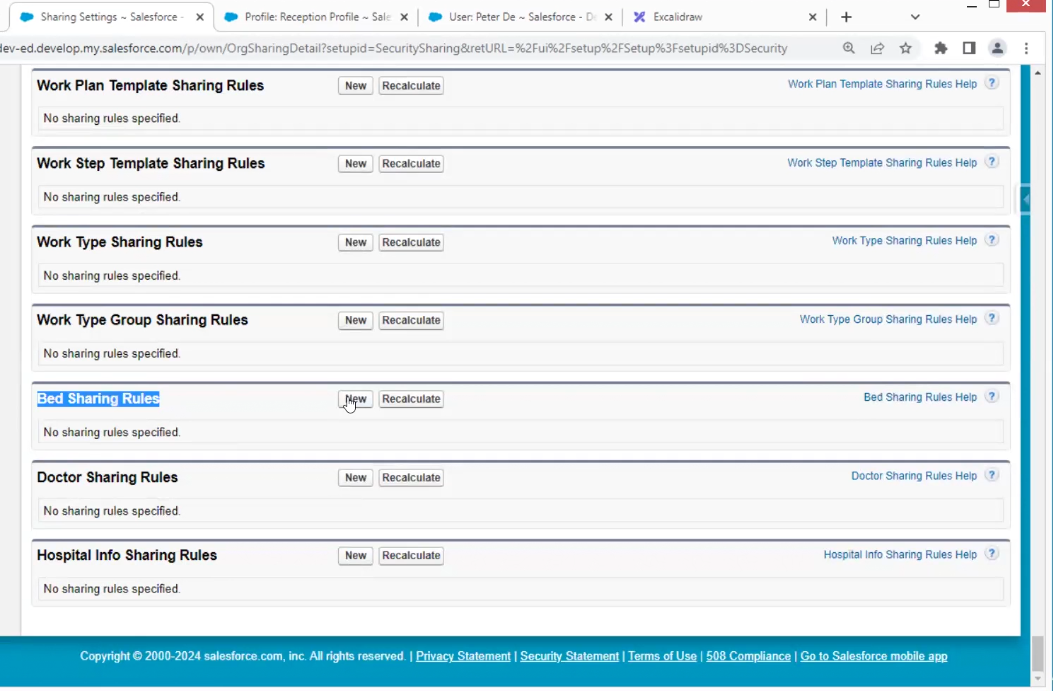 Sharing Settings ~ Salesforce - 
Profile: Reception Profile ~ Sale
User: Peter De ~ Salesforce - De
Excalidraw
dev-ed.develop.my.salesforce.com/p/own/OrgSharingDetail?setupid=SecuritySharing&retURL=%2Fui%2Fsetup%2FSetup%3Fsetupid%3DSecurity
Work Plan Template Sharing Rules New Recalculate Work Plan Template Sharing Rules Help ?
No sharing rules specified.
Work Step Template Sharing Rules New Recalculate Work Step Template Sharing Rules Help ?
No sharing rules specified.
Work Type Sharing Rules New Recalculate Work Type Sharing Rules Help ?
No sharing rules specified.
Work Type Group Sharing Rules New Recalculate Work Type Group Sharing Rules Help ?
No sharing rules specified.
Bed Sharing Rules New Recalculate Bed Sharing Rules Help ?
No sharing rules specified.
Doctor Sharing Rules New Recalculate Doctor Sharing Rules Help ?
No sharing rules specified.
Hospital Info Sharing Rules New Recalculate Hospital Info Sharing Rules Help ?
No sharing rules specified.
Copyright © 2000-2024 salesforce.com, inc. All rights reserved. | Privacy Statement | Security Statement | Terms of Use | 508 Compliance | Go to Salesforce mobile app